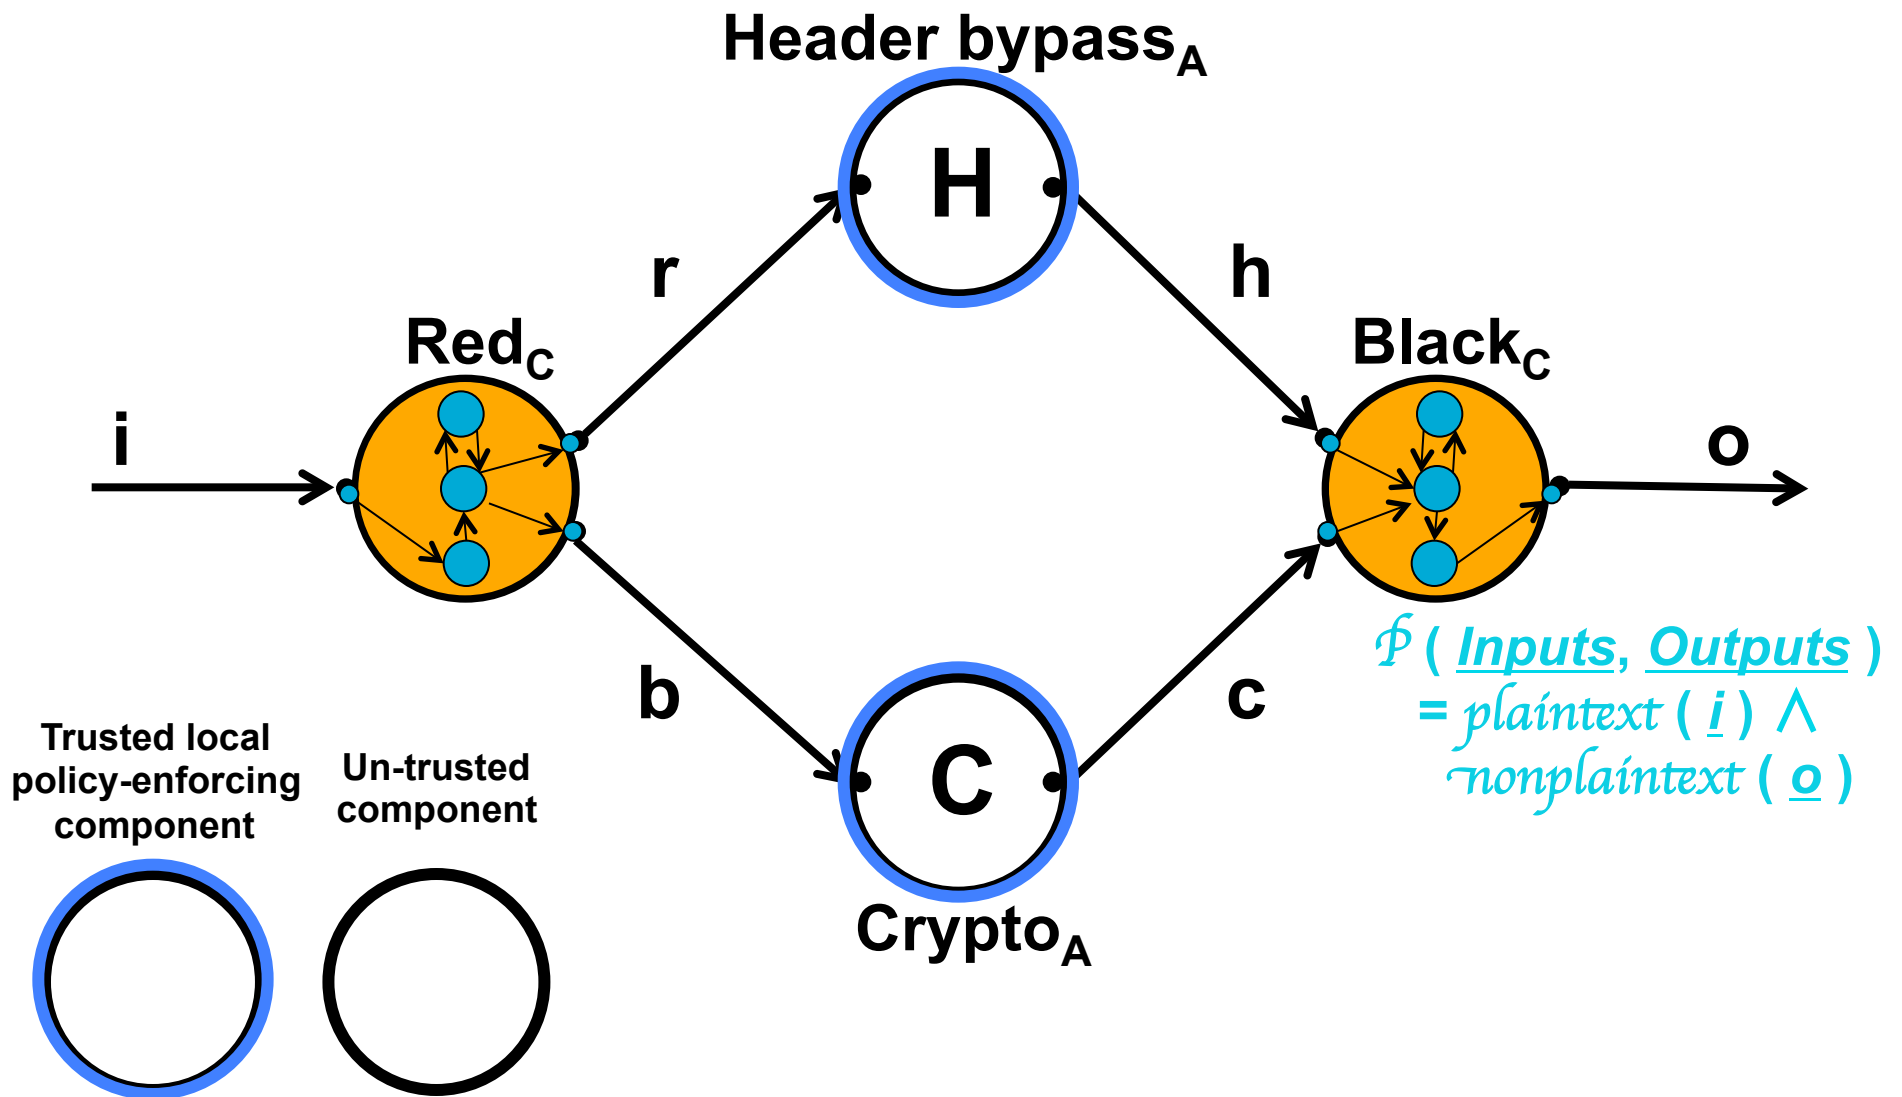 Header bypassA
H
r
h
RedC
BlackC
i
o
b
c
𝒫 ( Inputs, Outputs )
= plaintext ( i ) ∧
nonplaintext ( o )
C
CryptoA
Trusted local
policy-enforcing
component
Un-trusted
component